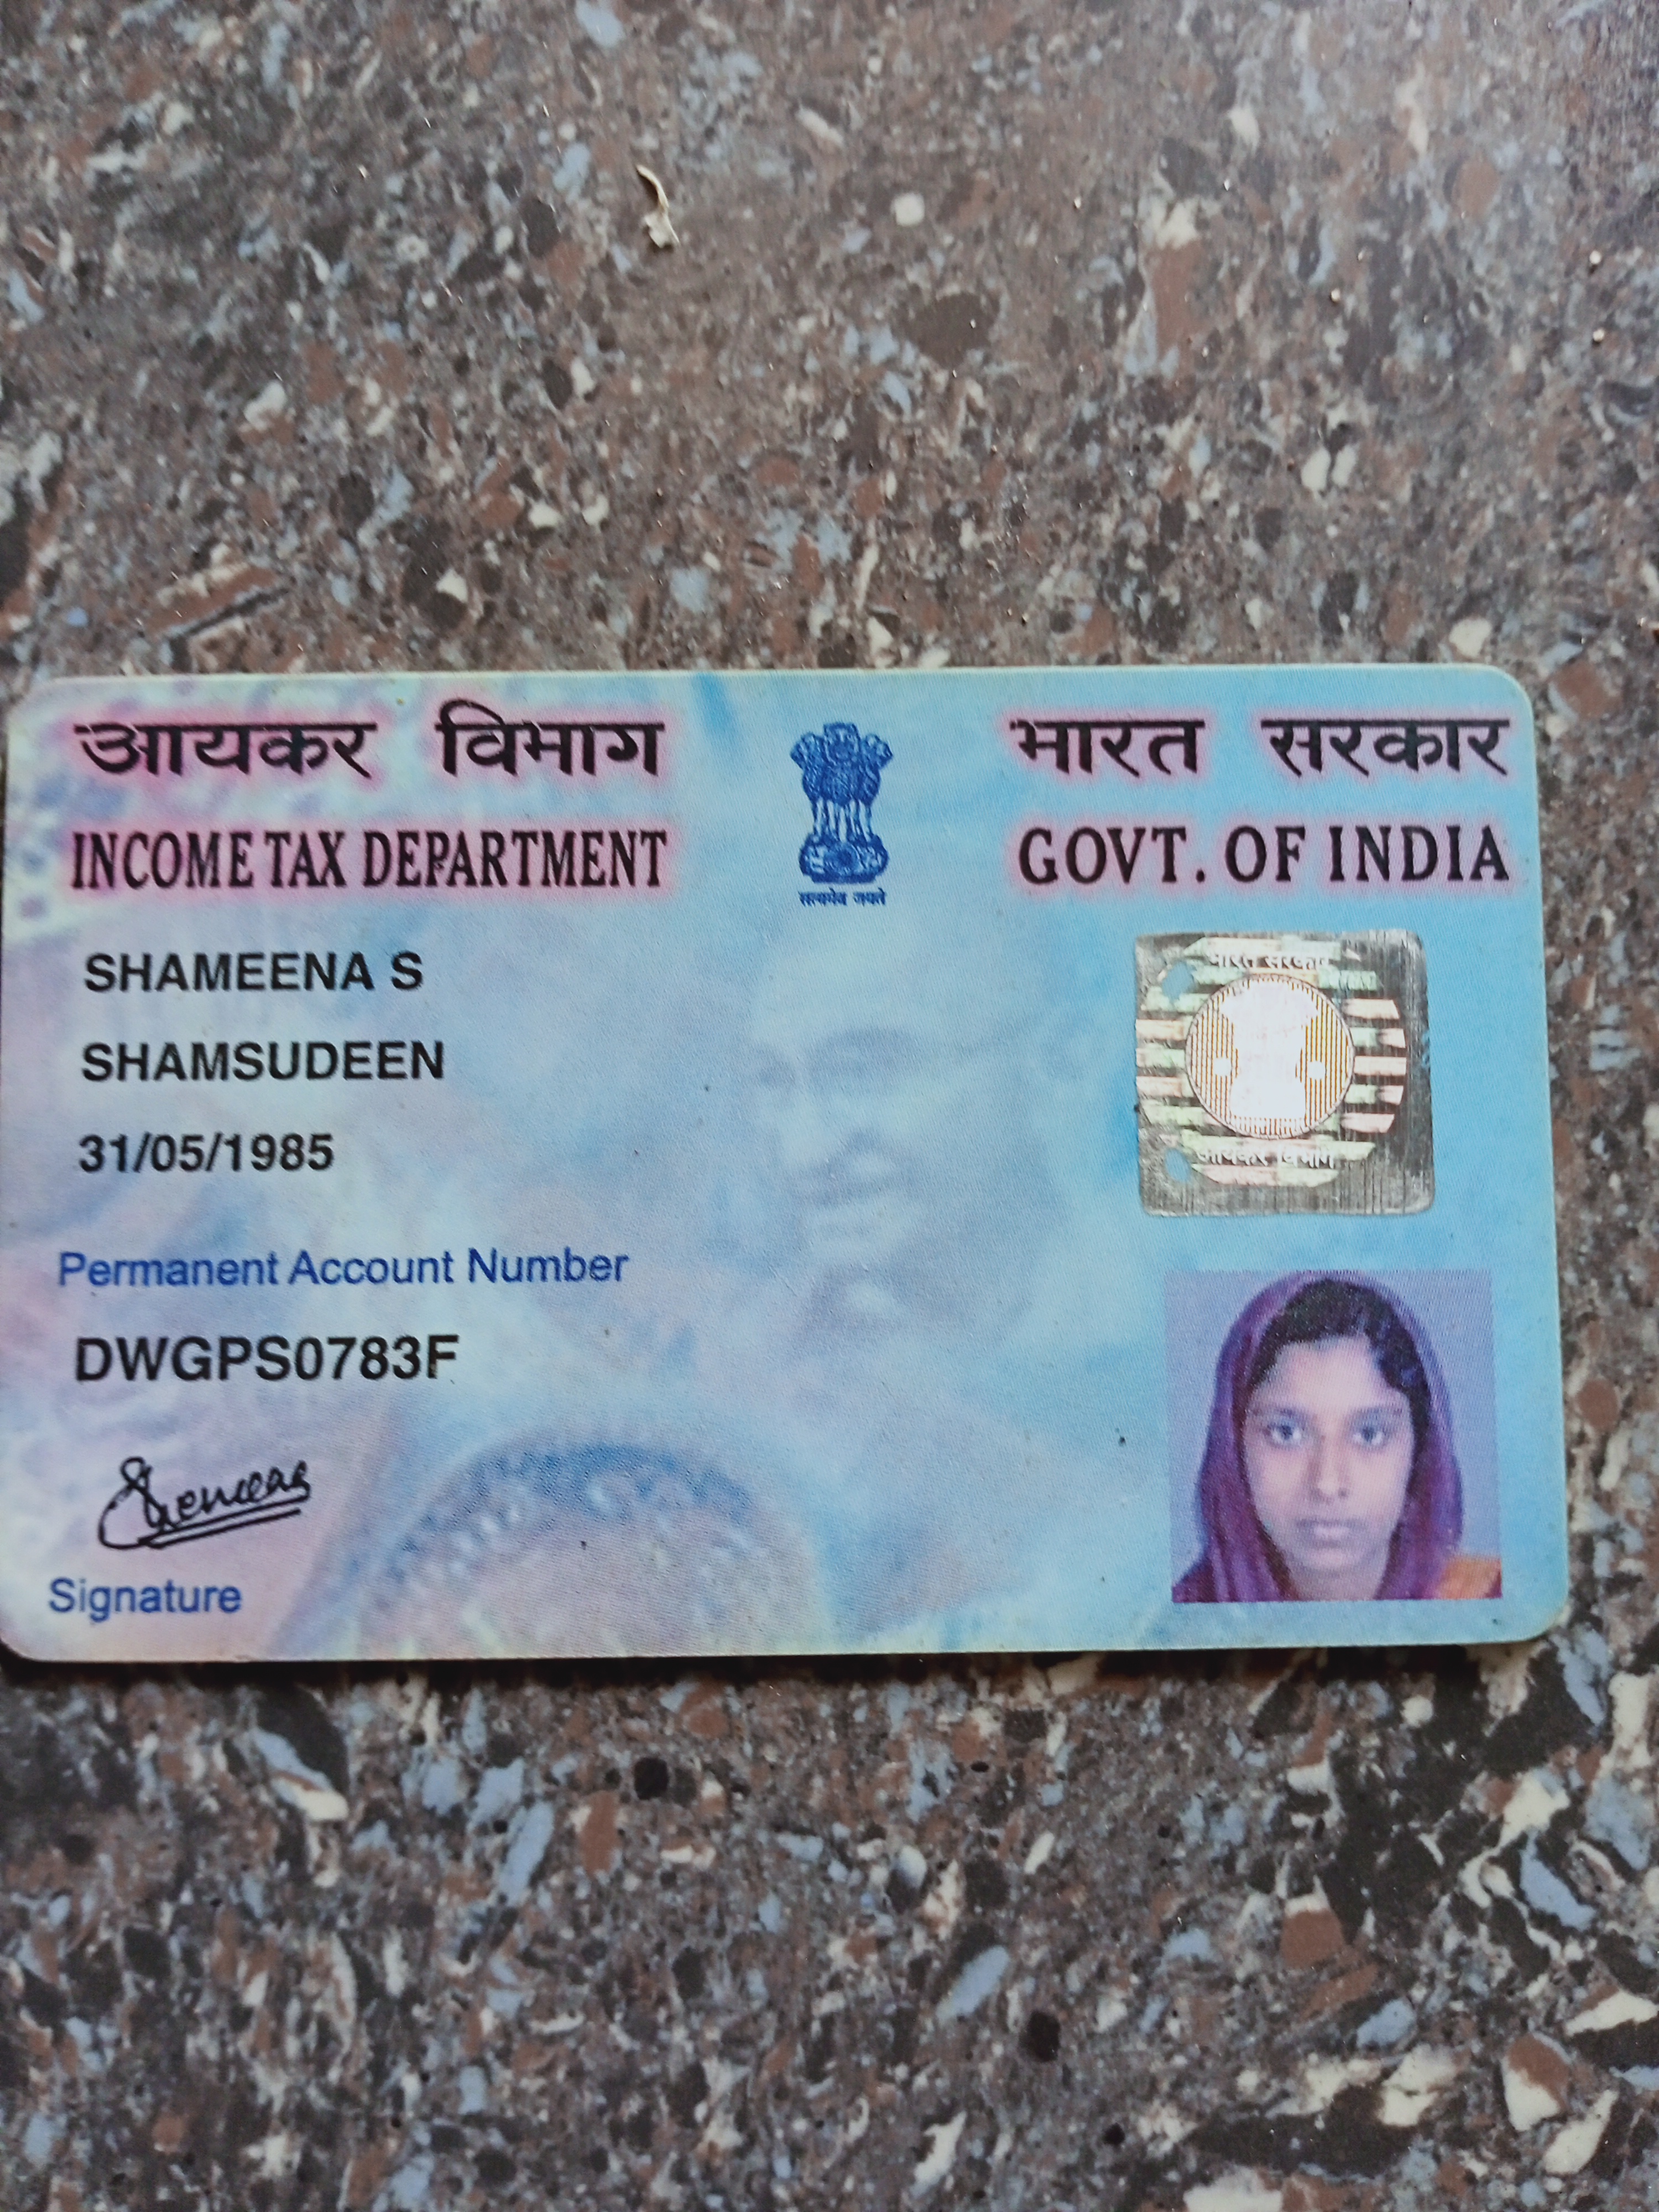 आयकर विभाग
INCOME TAX DEPARTMENT
सत्यमेव जयते
भारत सरकार
GOVT. OF INDIA
SHAMEENA S
SHAMSUDEEN
31/05/1985
Permanent Account Number
DWGPS0783F
Signature
भारत सरकार
आयकर विभाग